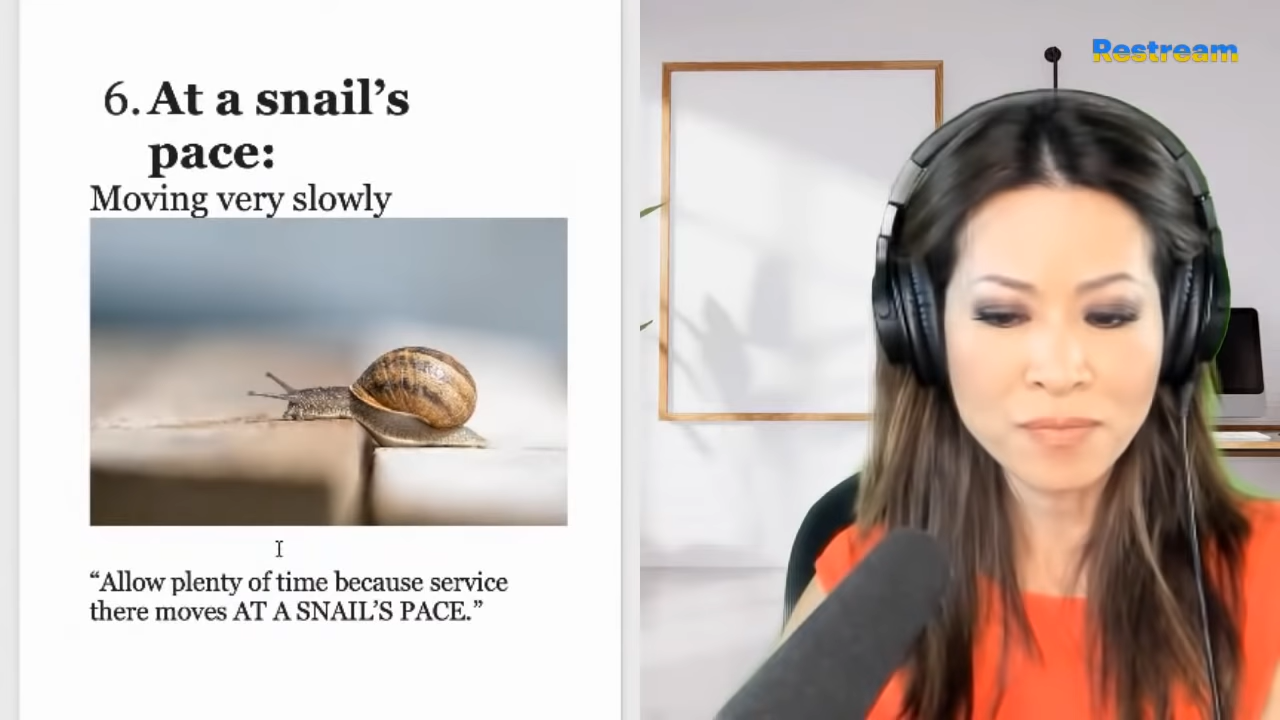 6. At a snail’s
pace:
Moving very slowly
“Allow plenty of time because service
there moves AT A SNAIL’S PACE.”
Restream